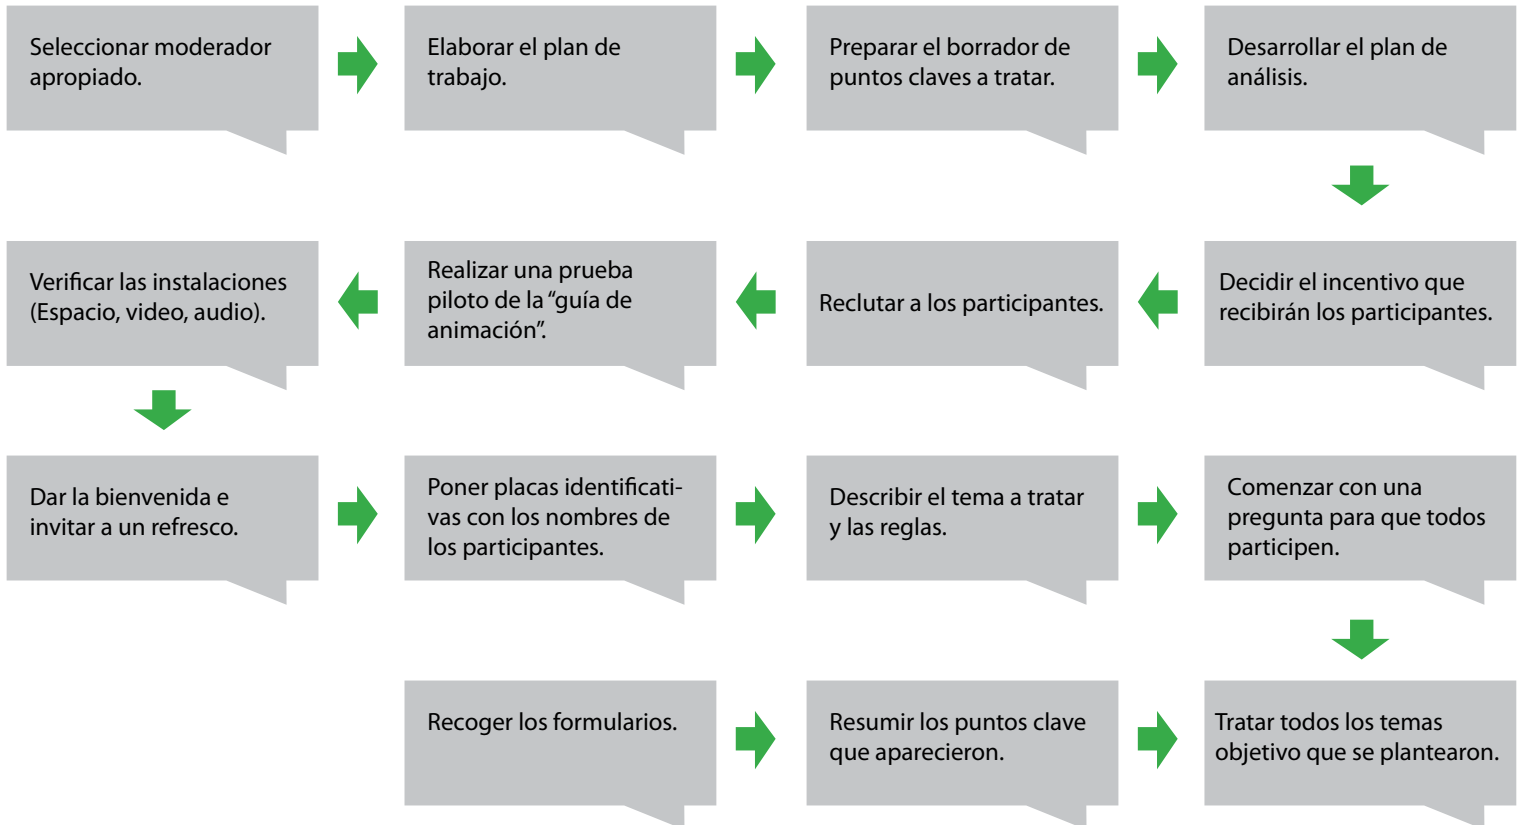 Seleccionar moderador
apropiado.
Elaborar el plan de
trabajo.
Preparar el borrador de
puntos claves a tratar.
Desarrollar el plan de
análisis.
Decidir el incentivo que
recibirán los participantes.
Reclutar a los participantes.
Realizar una prueba
piloto de la “guía de
animación”.
Verificar las instalaciones
(Espacio, video, audio).
Dar la bienvenida e
invitar a un refresco.
Poner placas identificati-
vas con los nombres de
los participantes.
Describir el tema a tratar
y las reglas.
Comenzar con una
pregunta para que todos
participen.
Tratar todos los temas
objetivo que se plantearon.
Resumir los puntos clave
que aparecieron.
Recoger los formularios.